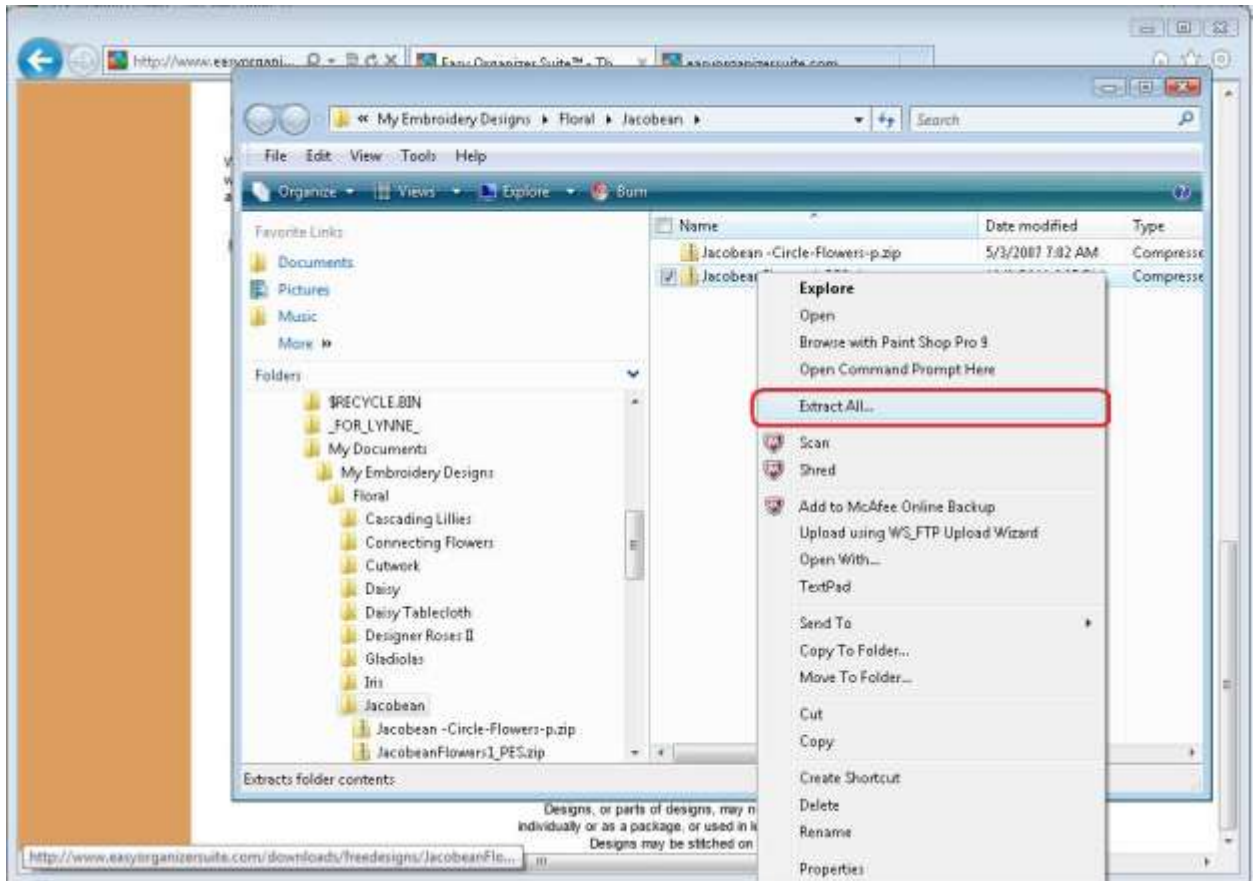 http://www.easyorgani...
Easy Organizer Suite™ - Th...
easyorganizersuite.com
« My Embroidery Designs ▸ Floral ▸ Jacobean ▸
Search
File Edit View Tools Help
Organize Views Explore Burn
Favorite Links
Documents
Pictures
Music
More »
Folders
$RECYCLE.BIN
_FOR_LYNNE_
My Documents
My Embroidery Designs
Floral
Cascading Lillies
Connecting Flowers
Cutwork
Daisy
Daisy Tablecloth
Designer Roses II
Gladiolas
Iris
Jacobean
Jacobean -Circle-Flowers-p.zip
JacobeanFlowers1_PES.zip
Name Date modified Type
Jacobean -Circle-Flowers-p.zip 5/3/2007 7:02 AM Compresse
Jacobean Compresse
Explore
Open
Browse with Paint Shop Pro 9
Open Command Prompt Here
Extract All...
Scan
Shred
Add to McAfee Online Backup
Upload using WS_FTP Upload Wizard
Open With...
TextPad
Send To
Copy To Folder...
Move To Folder...
Cut
Copy
Create Shortcut
Delete
Rename
Properties
Extracts folder contents
Designs, or parts of designs, may n
individually or as a package, or used in
Designs may be stitched on
http://www.easyorganizersuite.com/downloads/freedesigns/JacobeanFlo...